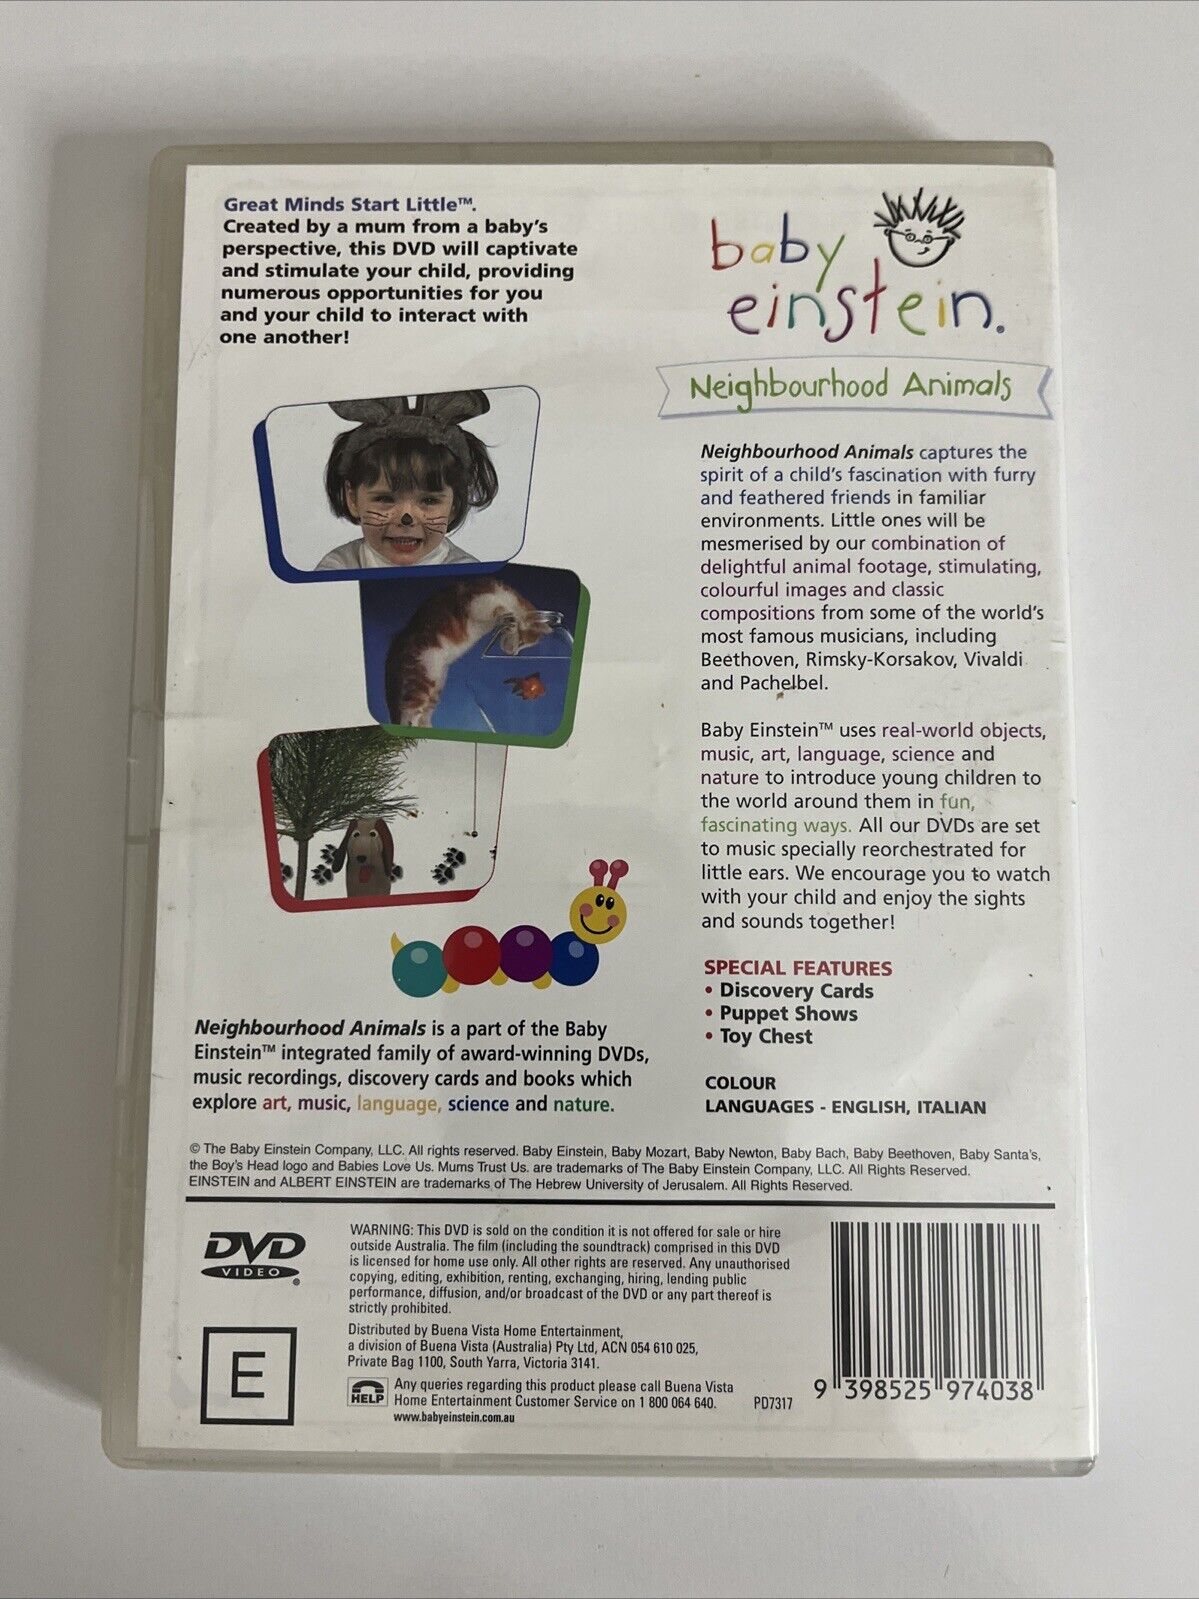 Great Minds Start Little™.
Created by a mum from a baby's
perspective, this DVD will captivate
and stimulate your child, providing
numerous opportunities for you
and your child to interact with
one another!
baby
einstein®
Neighbourhood Animals
Neighbourhood Animals captures the
spirit of a child's fascination with furry
and feathered friends in familiar
environments. Little ones will be
mesmerised by our combination of
delightful animal footage, stimulating,
colourful images and classic
compositions from some of the world's
most famous musicians, including
Beethoven, Rimsky-Korsakov, Vivaldi
and Pachelbel.
Baby Einstein™ uses real-world objects,
music, art, language, science and
nature to introduce young children to
the world around them in fun,
fascinating ways. All our DVDs are set
to music specially reorchestrated for
little ears. We encourage you to watch
with your child and enjoy the sights
and sounds together!
SPECIAL FEATURES
• Discovery Cards
• Puppet Shows
• Toy Chest
COLOUR
LANGUAGES - ENGLISH, ITALIAN
Neighbourhood Animals is a part of the Baby
Einstein™ integrated family of award-winning DVDs,
music recordings, discovery cards and books which
explore art, music, language, science and nature.
© The Baby Einstein Company, LLC. All rights reserved. Baby Einstein, Baby Mozart, Baby Newton, Baby Bach, Baby Beethoven, Baby Santa's,
the Boy's Head logo and Babies Love Us. Mums Trust Us. are trademarks of The Baby Einstein Company, LLC. All Rights Reserved.
EINSTEIN and ALBERT EINSTEIN are trademarks of The Hebrew University of Jerusalem. All Rights Reserved.
DVD
VIDEO®
E
WARNING: This DVD is sold on the condition it is not offered for sale or hire
outside Australia. The film (including the soundtrack) comprised in this DVD
is licensed for home use only. All other rights are reserved. Any unauthorised
copying, editing, exhibition, renting, exchanging, hiring, lending public
performance, diffusion, and/or broadcast of the DVD or any part thereof is
strictly prohibited.
Distributed by Buena Vista Home Entertainment,
a division of Buena Vista (Australia) Pty Ltd, ACN 054 610 025,
Private Bag 1100, South Yarra, Victoria 3141.
HELP
Any queries regarding this product please call Buena Vista
Home Entertainment Customer Service on 1 800 064 640.
www.babyeinstein.com.au
PD7317
9 398525 974038